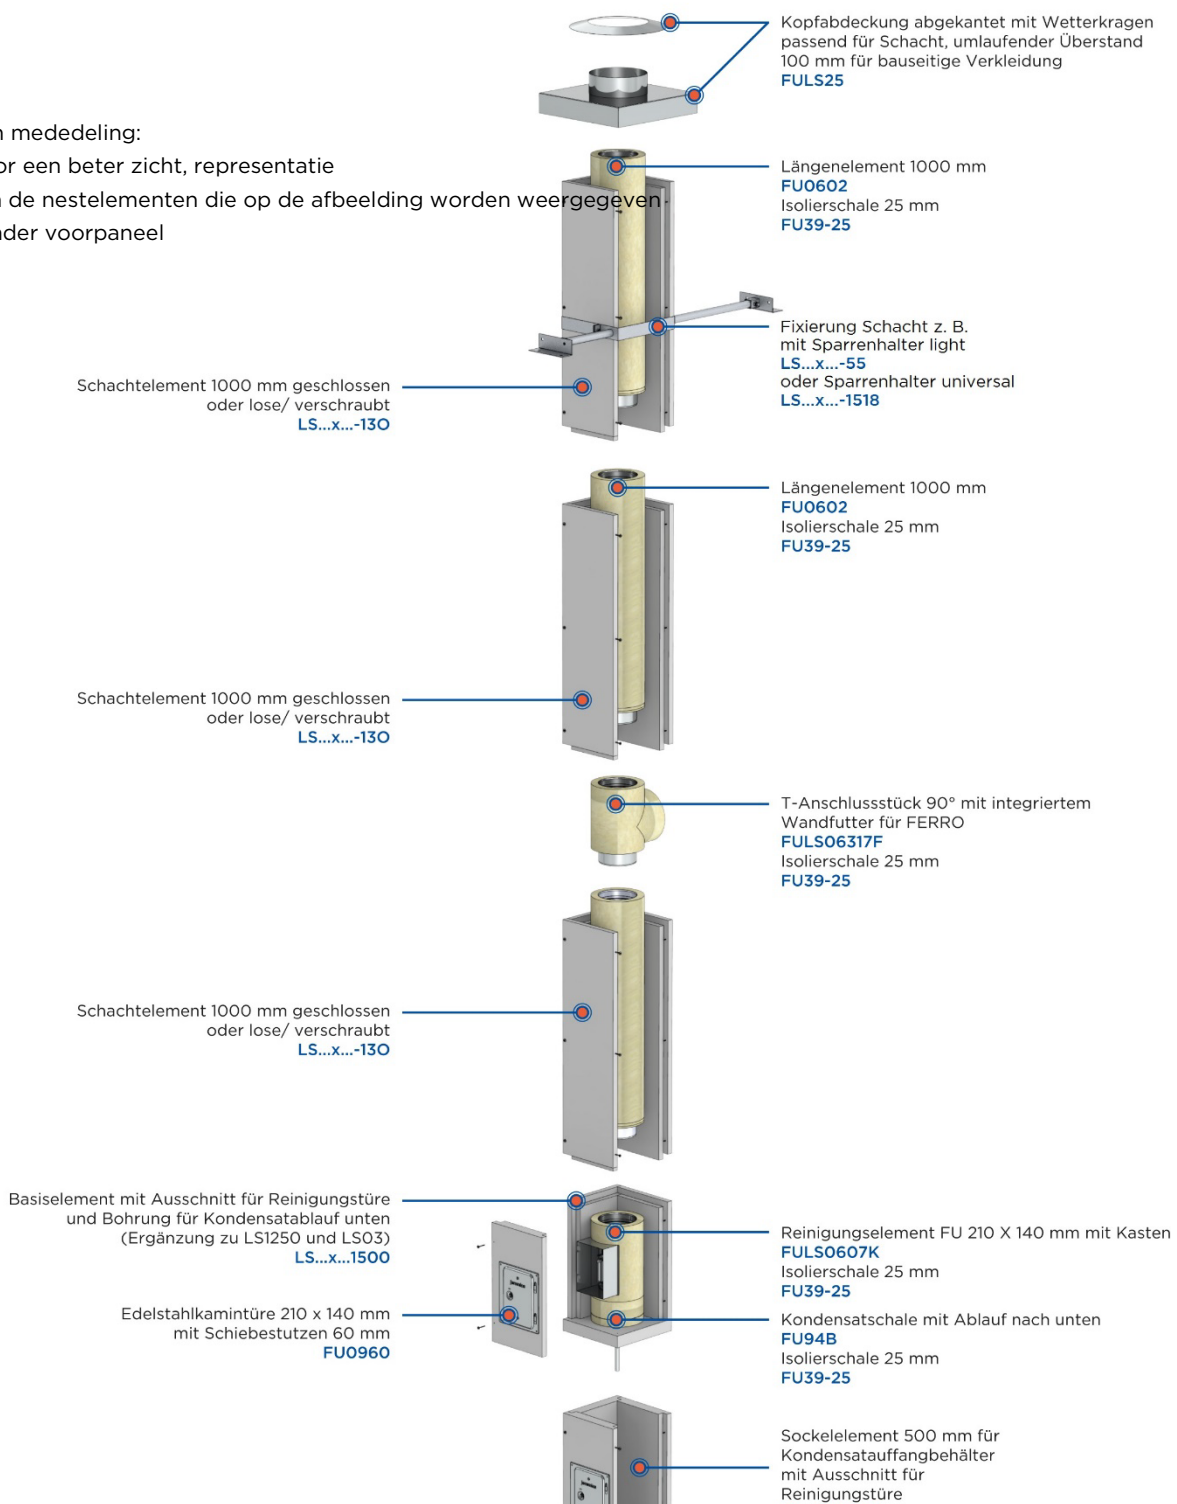 Kopfabdeckung abgekantet mit Wetterkragen
passend für Schacht, umlaufender Überstand
100 mm für bauseitige Verkleidung
FULS25
mededeling:
een beter zicht, representatie
de nestelementen die op de afbeelding worden weergegeven
voorpaneel
Längenelement 1000 mm
FU0602
Isolierschale 25 mm
FU39-25
Fixierung Schacht z. B.
mit Sparrenhalter light
LS...x...-55
oder Sparrenhalter universal
LS...x...-1518
Schachtelement 1000 mm geschlossen
oder lose/ verschraubt
LS...x...-13O
Längenelement 1000 mm
FU0602
Isolierschale 25 mm
FU39-25
Schachtelement 1000 mm geschlossen
oder lose/ verschraubt
LS...x...-13O
T-Anschlussstück 90° mit integriertem
Wandfutter für FERRO
FULS06317F
Isolierschale 25 mm
FU39-25
Schachtelement 1000 mm geschlossen
oder lose/ verschraubt
LS...x...-13O
Basiselement mit Ausschnitt für Reinigungstüre
und Bohrung für Kondensatablauf unten
(Ergänzung zu LS1250 und LS03)
LS...x...1500
Edelstahlkamintüre 210 x 140 mm
mit Schiebestutzen 60 mm
FU0960
Reinigungselement FU 210 X 140 mm mit Kasten
FULS0607K
Isolierschale 25 mm
FU39-25
Kondensatschale mit Ablauf nach unten
FU94B
Isolierschale 25 mm
FU39-25
Sockelelement 500 mm für
Kondensatauffangbehälter
mit Ausschnitt für
Reinigungstüre